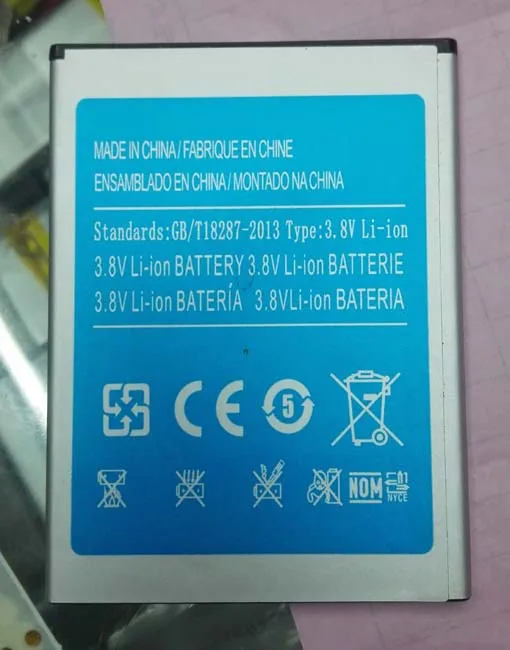 MADE IN CHINA / FABRIQUE EN CHINE
ENSAMBLADO EN CHINA / MONTADO NA CHINA
Standards:GB/T18287-2013 Type:3.8V Li-ion
3.8V Li-ion BATTERY 3.8V Li-ion BATTERIE
3.8V Li-ion BATERÍA 3.8VLi-ion BATERIA
CE 5
NOM NYCE